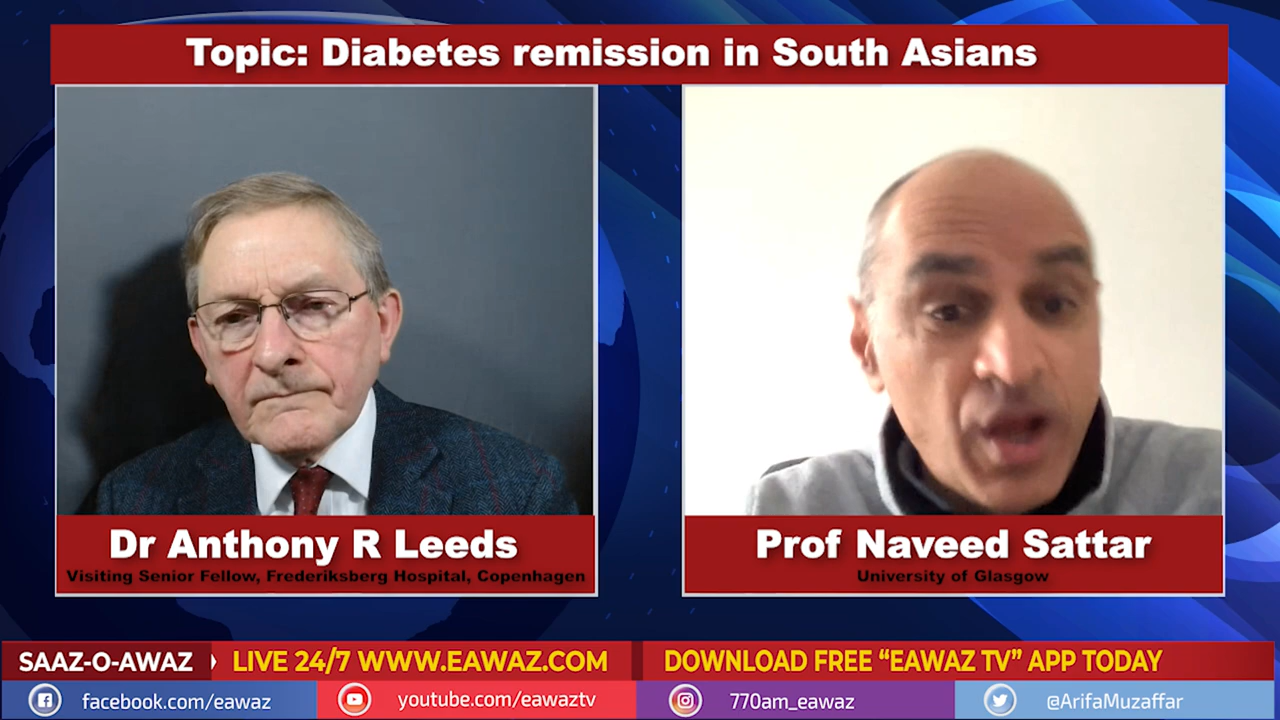 Topic: Diabetes remission in South Asians
Dr Anthony R Leeds
Visiting Senior Fellow, Frederiksberg Hospital, Copenhagen
Prof Naveed Sattar
University of Glasgow
SAAZ-O-AWAZ
LIVE 24/7 WWW.EAWAZ.COM
DOWNLOAD FREE “EAWAZ TV” APP TODAY
facebook.com/eawaz
youtube.com/eawaztv
770am_eawaz
@ArifaMuzaffar